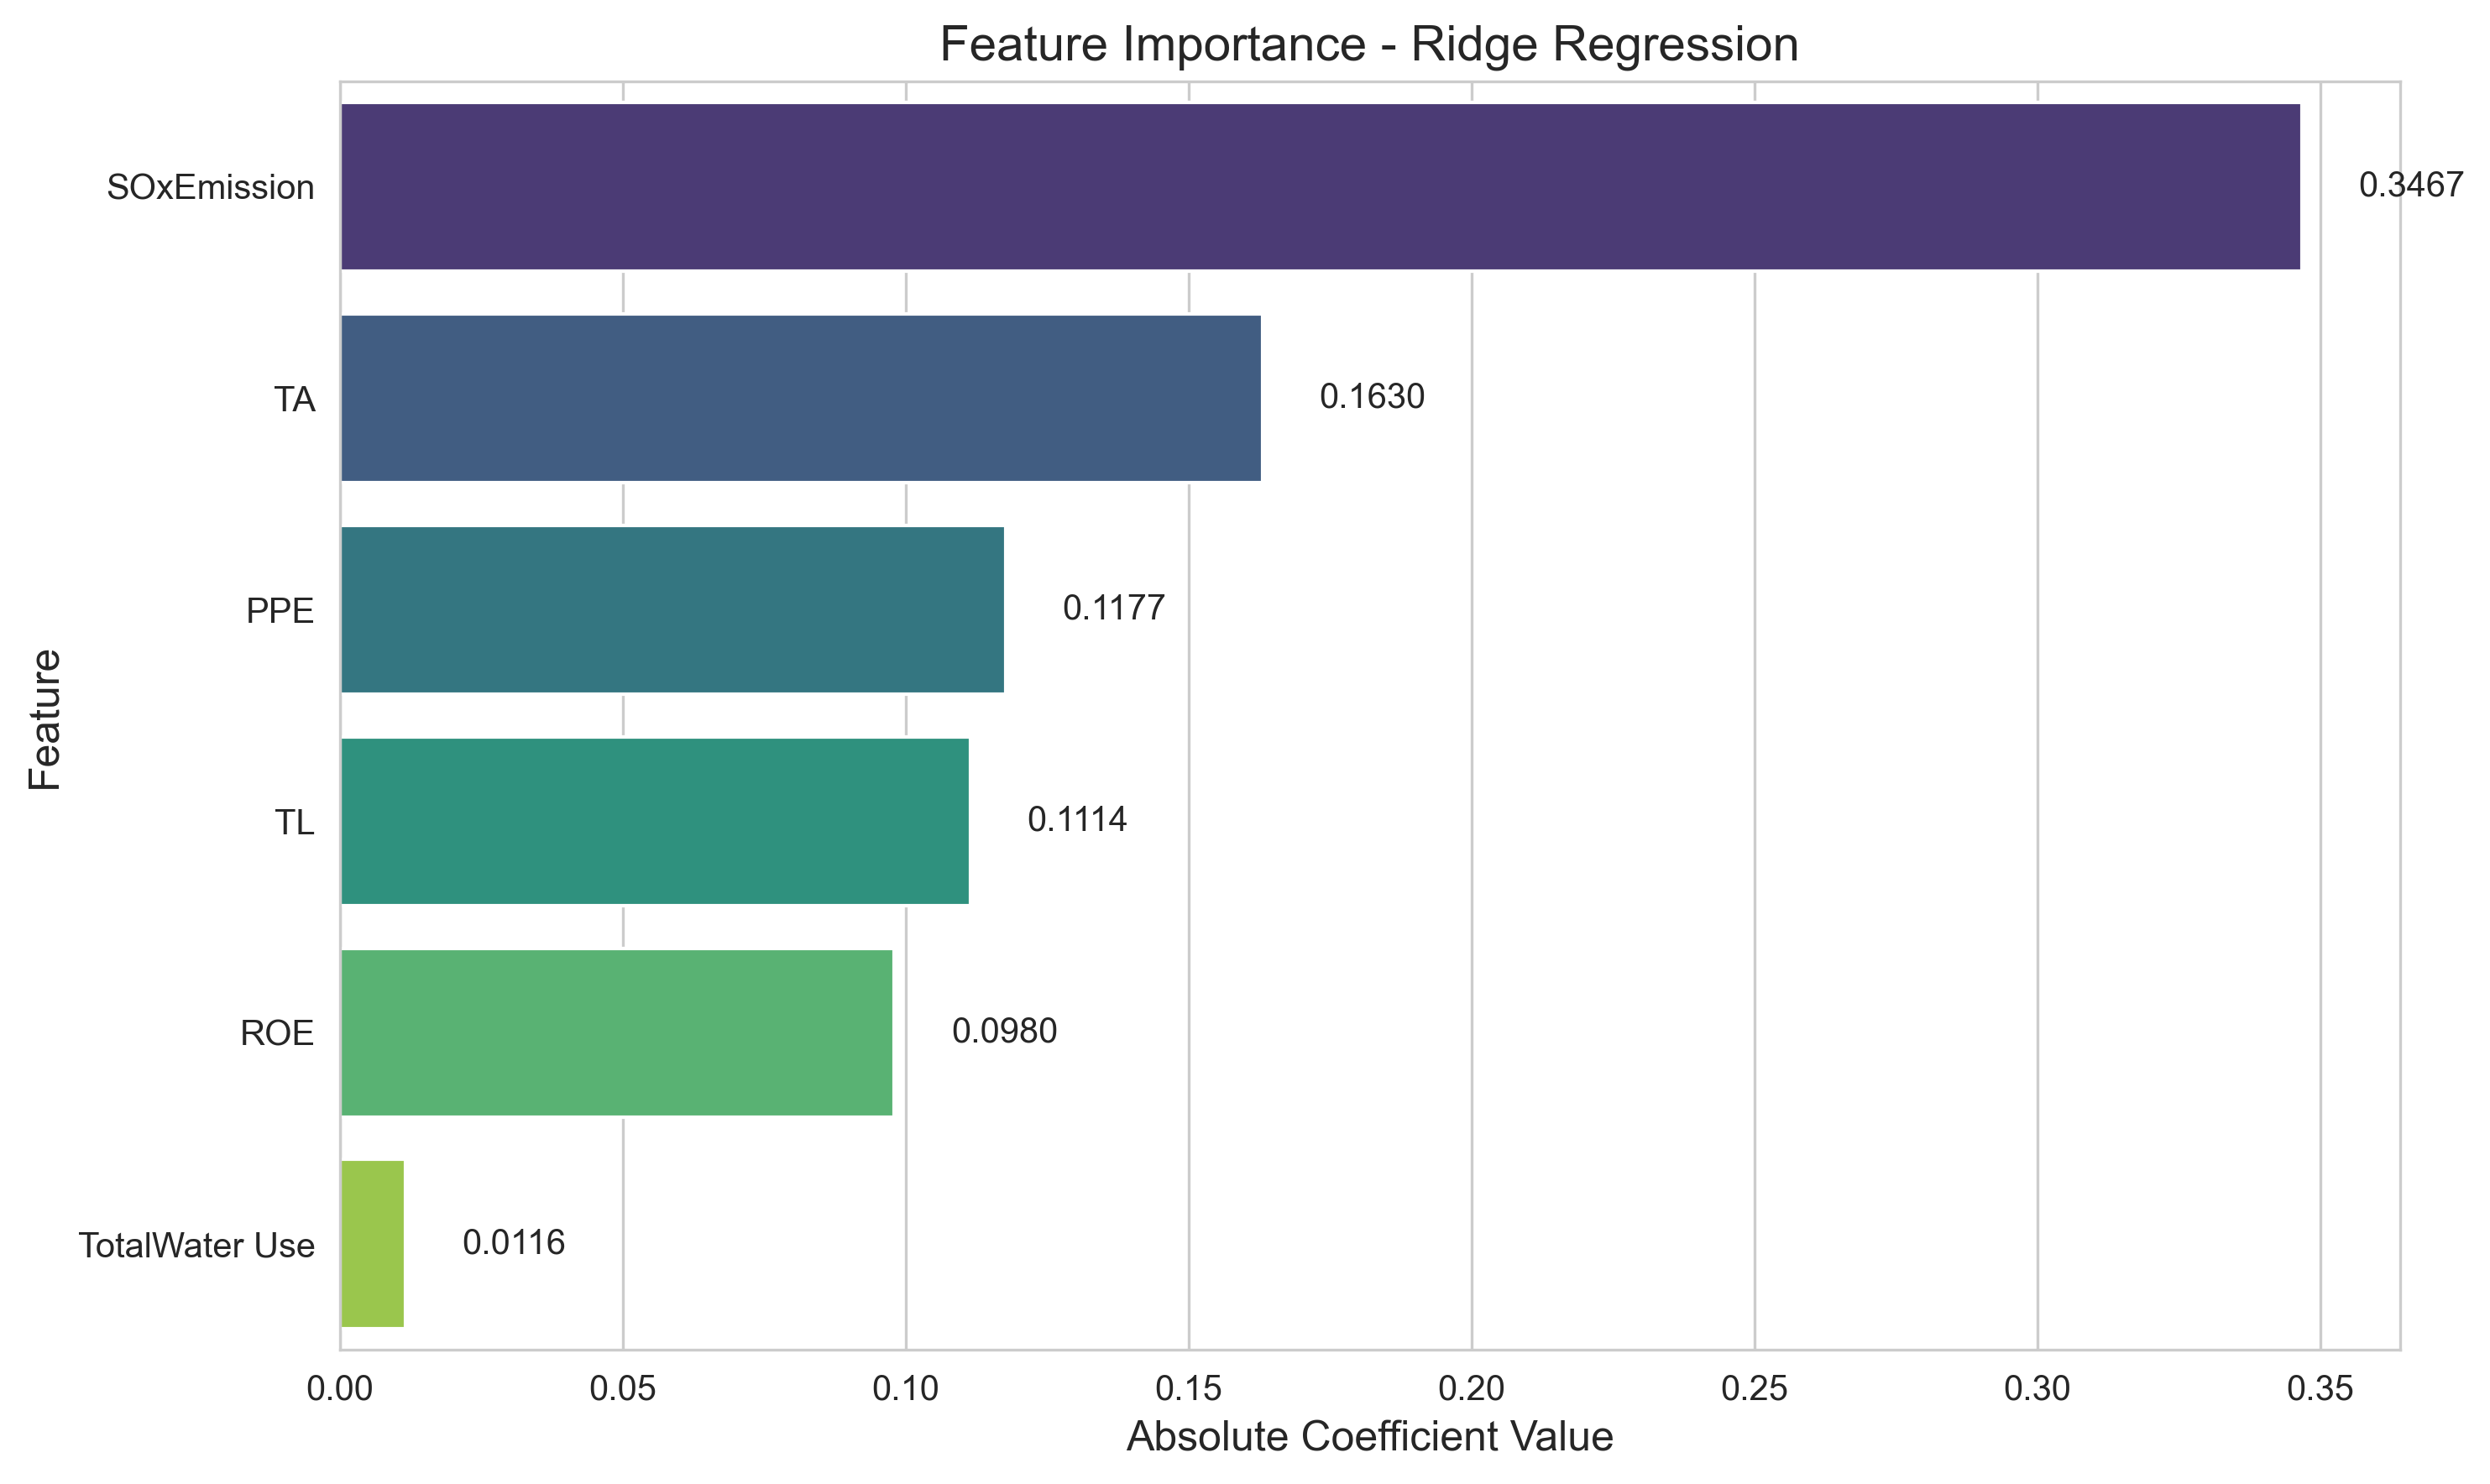 Feature Importance - Ridge Regression
SOxEmission
0.3467
TA
0.1630
PPE
0.1177
TL
0.1114
ROE
0.0980
TotalWater Use
0.0116
Feature
0.00 0.05 0.10 0.15 0.20 0.25 0.30 0.35
Absolute Coefficient Value